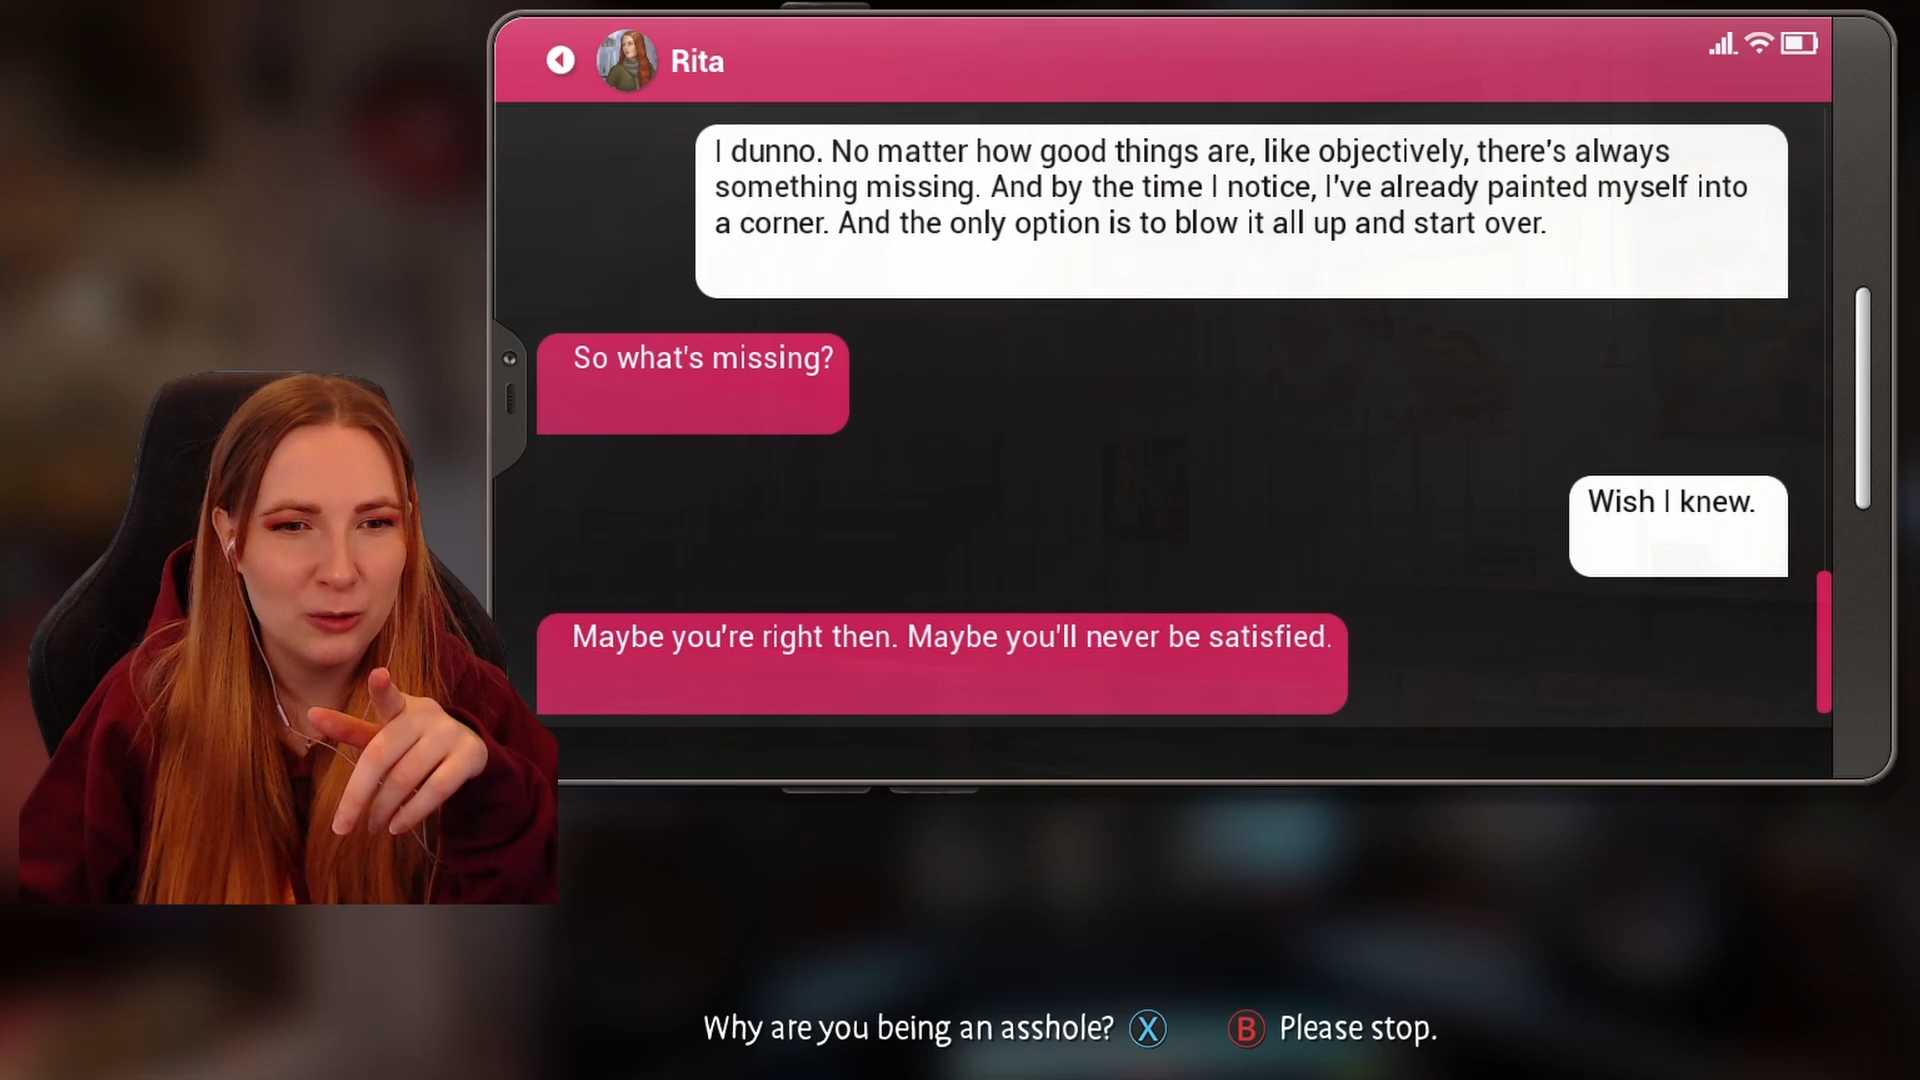 Rita
I dunno. No matter how good things are, like objectively, there's always
something missing. And by the time I notice, I've already painted myself into
a corner. And the only option is to blow it all up and start over.
So what's missing?
Wish I knew.
Maybe you're right then. Maybe you'll never be satisfied.
Why are you being an asshole? X B Please stop.